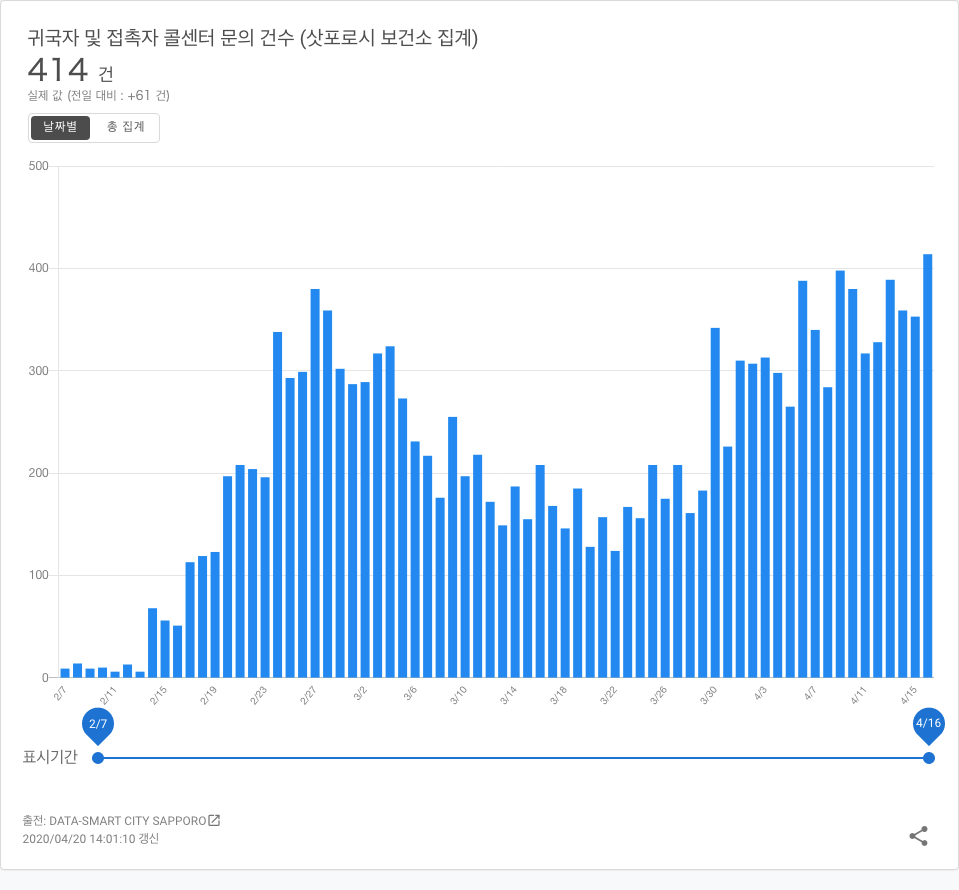 귀국자 및 접촉자 콜센터 문의 건수 (삿포로시 보건소 집계)
414 건
실제 값 (전일 대비 : +61 건)
날짜별 총 집계
500
400
300
200
100
0
2/7 2/11 2/15 2/19 2/23 2/27 3/2 3/6 3/10 3/14 3/18 3/22 3/26 3/30 4/3 4/7 4/11 4/15
2/7 4/16
표시기간
출전: DATA-SMART CITY SAPPORO
2020/04/20 14:01:10 갱신